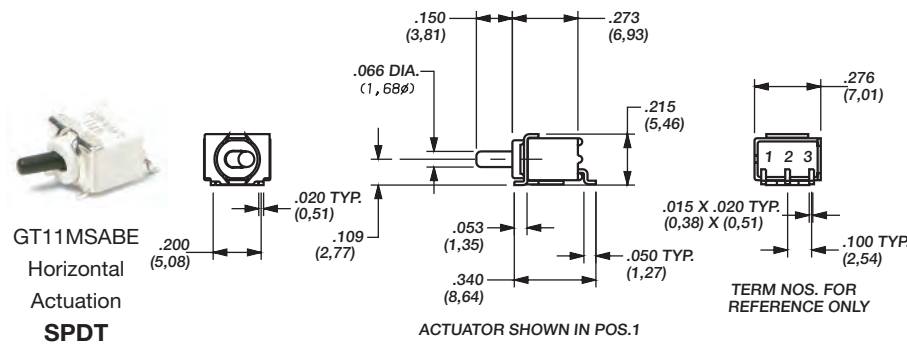 .150
(3,81)
.273
(6,93)
.066 DIA.
(1,68ø)
.276
(7,01)
.215
(5,46)
1 2 3
.020 TYP.
(0,51)
.015 X .020 TYP.
(0,38) X (0,51)
.109
(2,77)
.053
(1,35)
.200
(5,08)
.100 TYP.
(2,54)
.050 TYP.
(1,27)
.340
(8,64)
GT11MSABE
Horizontal
Actuation
SPDT
TERM NOS. FOR
REFERENCE ONLY
ACTUATOR SHOWN IN POS.1